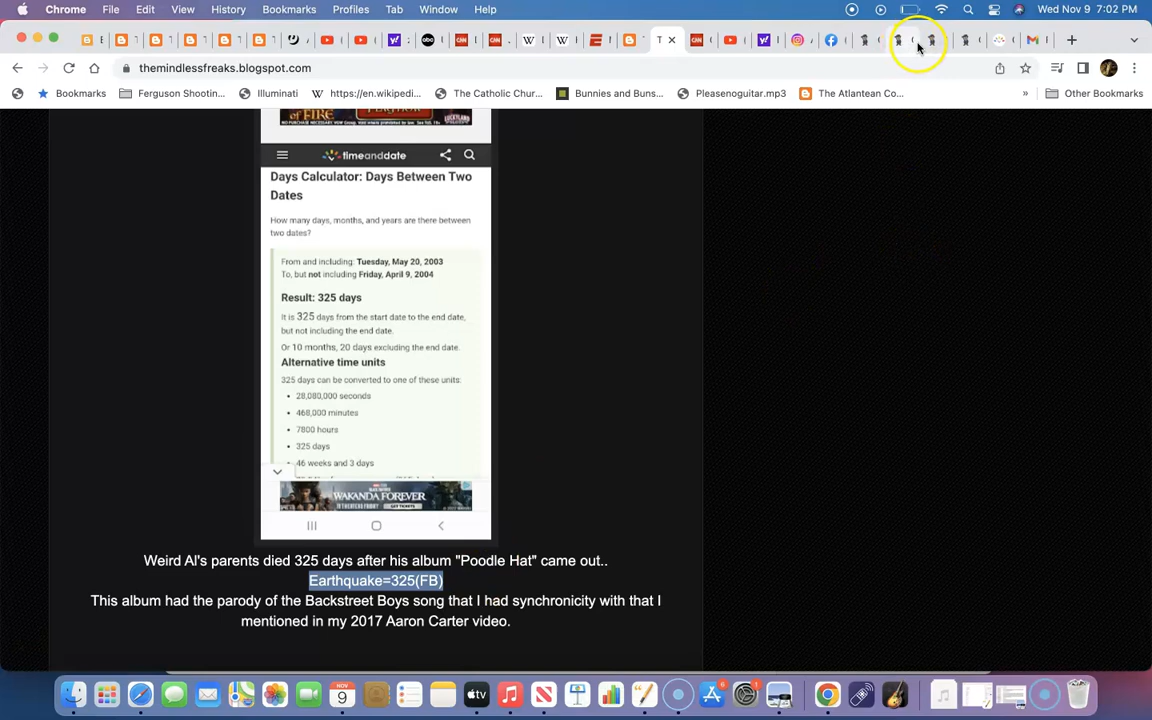 Chrome File Edit View History Bookmarks Profiles Tab Window Help Wed Nov 9 7:02 PM
themindlessfreaks.blogspot.com
Bookmarks Ferguson Shootin... Illuminati https://en.wikipedi... The Catholic Chur... Bunnies and Buns... Pleasenoguitar.mp3 The Atlantean Co... » Other Bookmarks
OF FIRE
timeanddate
Days Calculator: Days Between Two
Dates
How many days, months, and years are there between
two dates?
From and including: Tuesday, May 20, 2003
To, but not including Friday, April 9, 2004
Result: 325 days
It is 325 days from the start date to the end date,
but not including the end date.
Or 10 months, 20 days excluding the end date.
Alternative time units
325 days can be converted to one of these units:
• 28,080,000 seconds
• 468,000 minutes
• 7800 hours
• 325 days
• 46 weeks and 3 days
WAKANDA FOREVER
Weird Al's parents died 325 days after his album "Poodle Hat" came out..
Earthquake=325(FB)
This album had the parody of the Backstreet Boys song that I had synchronicity with that I
mentioned in my 2017 Aaron Carter video.